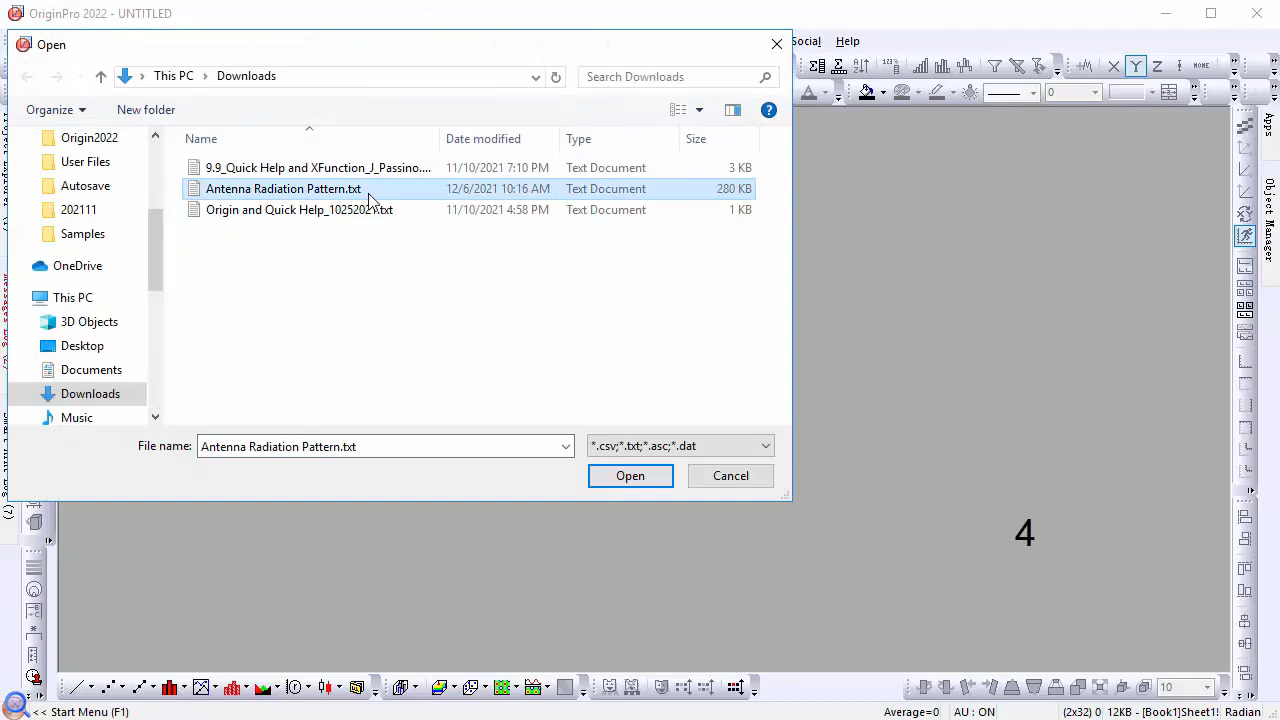 OriginPro 2022 - UNTITLED
Open
Social Help
This PC Downloads
Search Downloads
Organize New folder
Name Date modified Type Size
9.9_Quick Help and XFunction_J_Passino.... 11/10/2021 7:10 PM Text Document 3 KB
Antenna Radiation Pattern.txt 12/6/2021 10:16 AM Text Document 280 KB
Origin and Quick Help_102520 .txt 11/10/2021 4:58 PM Text Document 1 KB
Origin2022
User Files
Autosave
202111
Samples
OneDrive
This PC
3D Objects
Desktop
Documents
Downloads
Music
File name: Antenna Radiation Pattern.txt *.csv;*.txt;*.asc;*.dat
Open Cancel
X Y Z HOME
0
Apps
Object Manager
4
10
<< Start Menu (F1) Average=0 AU : ON (2x32) 0 12KB - [Book1]Sheet1! Radian